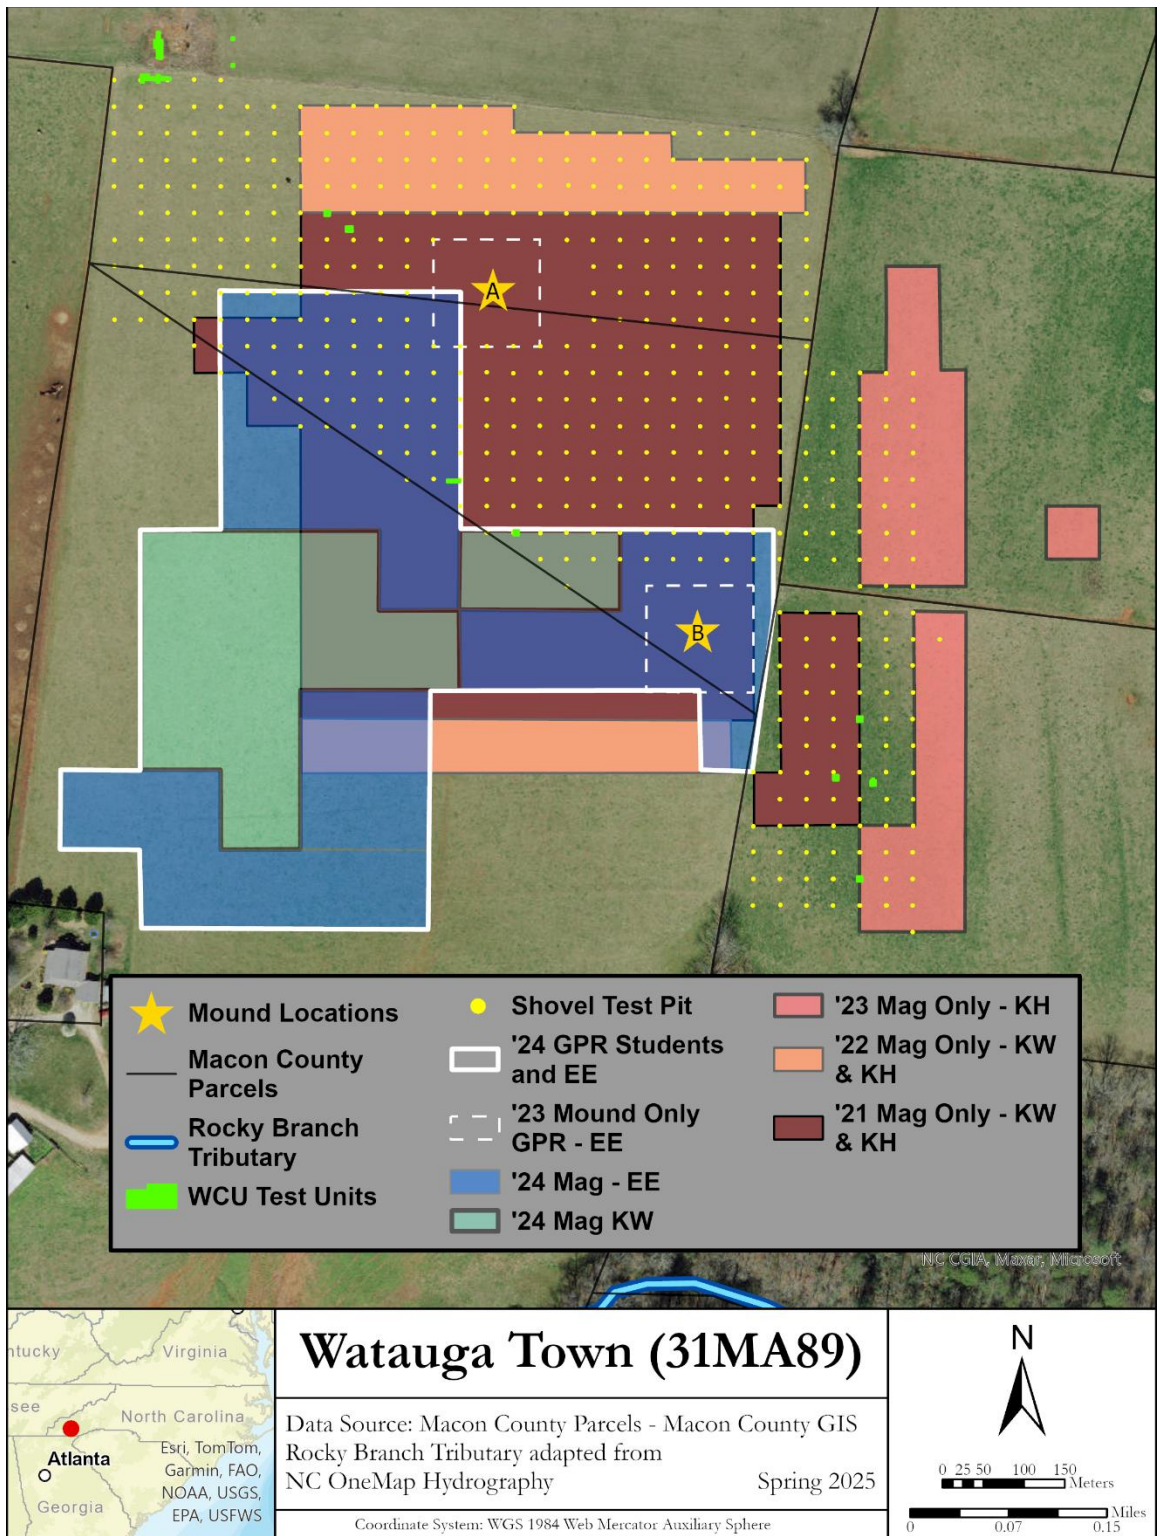 A
B
Mound Locations
Macon County
Parcels
Rocky Branch
Tributary
WCU Test Units
Shovel Test Pit
'24 GPR Students
and EE
'23 Mound Only
GPR - EE
'24 Mag - EE
'24 Mag KW
'23 Mag Only - KH
'22 Mag Only - KW
& KH
'21 Mag Only - KW
& KH
NC CGIA, Maxar, Microsoft
ntucky
Virginia
see
North Carolina
Atlanta
Georgia
Esri, TomTom,
Garmin, FAO,
NOAA, USGS,
EPA, USFWS
Watauga Town (31MA89)
Data Source: Macon County Parcels - Macon County GIS
Rocky Branch Tributary adapted from
NC OneMap Hydrography Spring 2025
Coordinate System: WGS 1984 Web Mercator Auxiliary Sphere
N
0 25 50 100 150
Meters
Miles
0 0.07 0.15